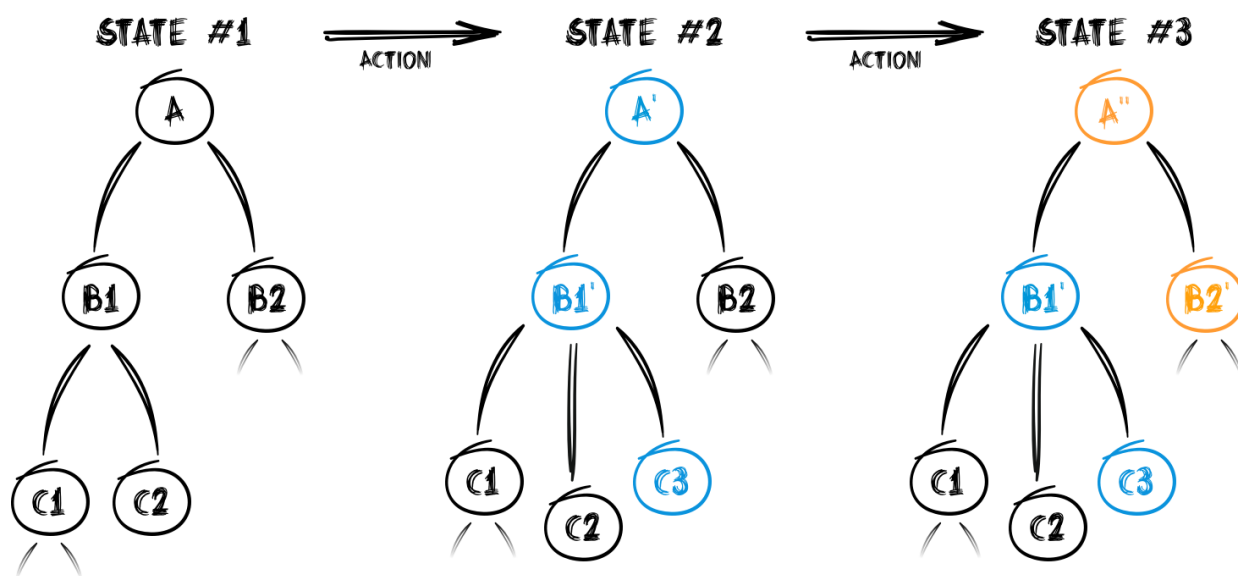 STATE #1
STATE #2
STATE #3
ACTION
ACTION
A
A'
A''
B1
B2
B1'
B2
B1'
B2'
C1
C2
C1
C2
C3
C1
C2
C3